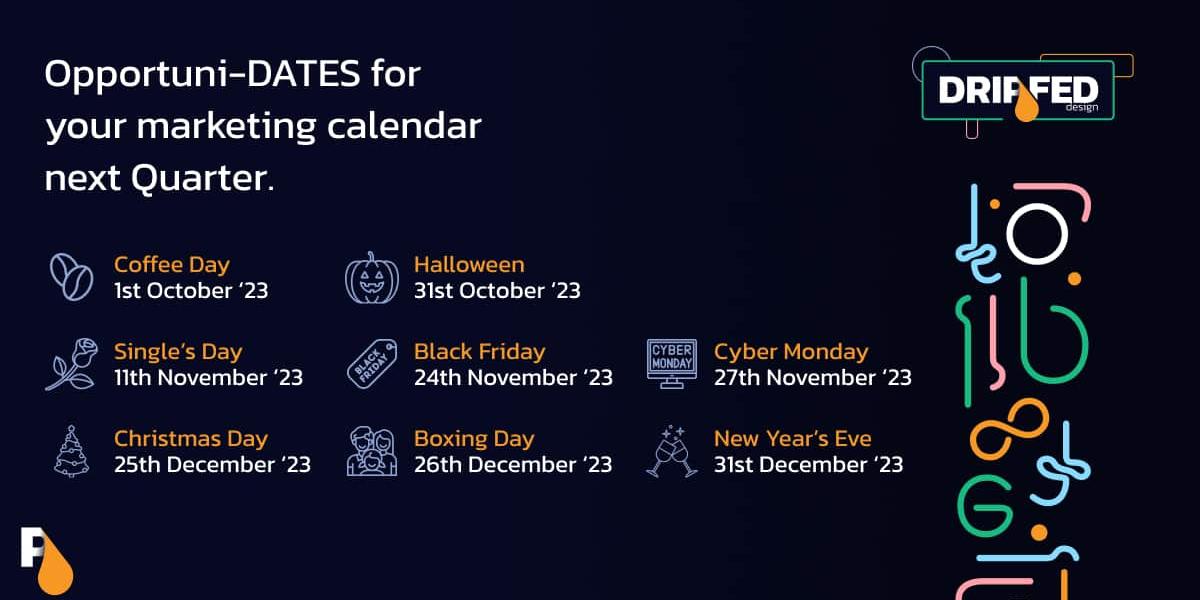 Opportuni-DATES for
your marketing calendar
next Quarter.
DRIPFED
design
Coffee Day
1st October ‘23
Halloween
31st October ‘23
Single’s Day
11th November ‘23
BLACK
FRIDAY
Black Friday
24th November ‘23
CYBER
MONDAY
Cyber Monday
27th November ‘23
Christmas Day
25th December ‘23
Boxing Day
26th December ‘23
New Year’s Eve
31st December ‘23
P